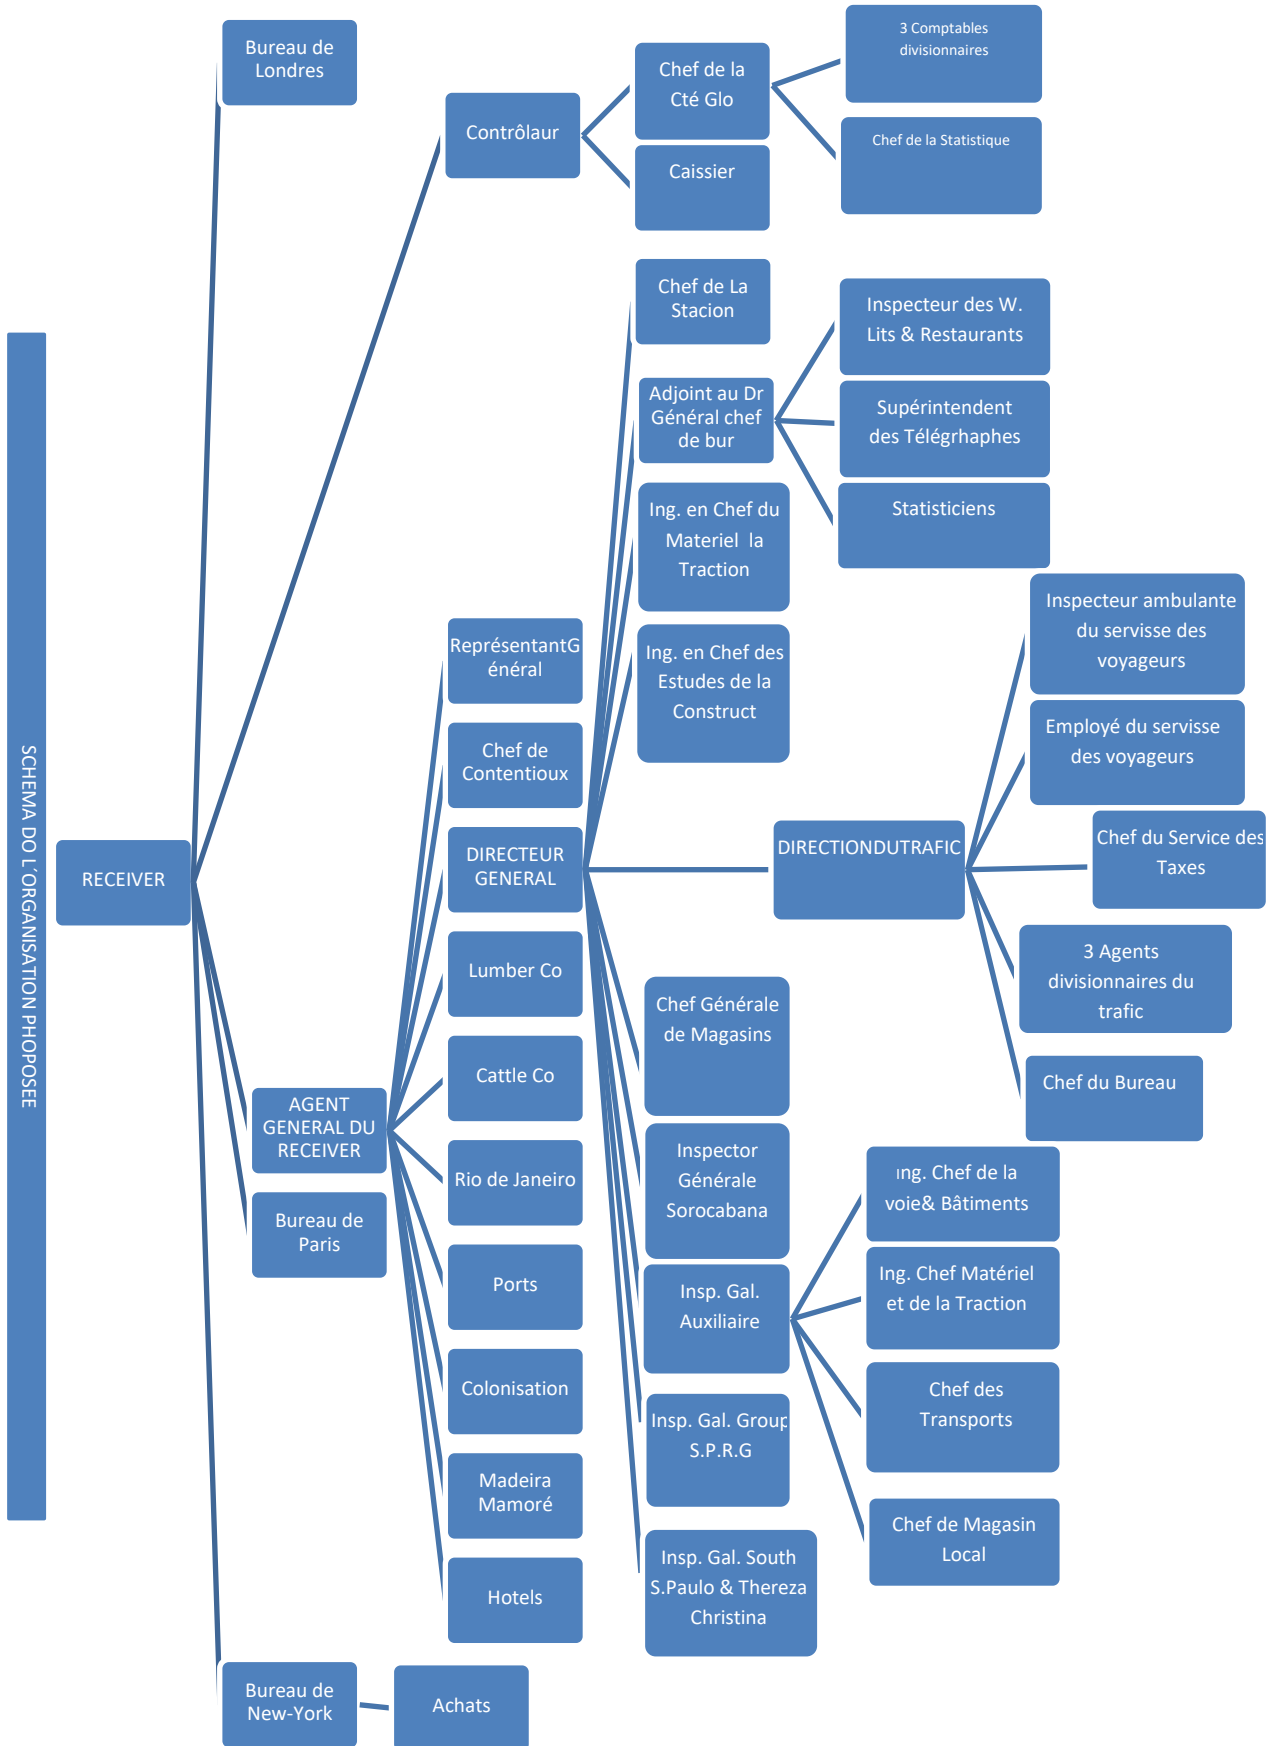 SCHEMA DO L´ORGANISATION PHOPOSEE
RECEIVER
Bureau de
Londres
Contrôlaur
Chef de la
Cté Glo
Caissier
3 Comptables
divisionnaires
Chef de la Statistique
AGENT
GENERAL DU
RECEIVER
Bureau de
Paris
Bureau de
New-York
Achats
ReprésentantG
énéral
Chef de
Contentioux
DIRECTEUR
GENERAL
Lumber Co
Cattle Co
Rio de Janeiro
Ports
Colonisation
Madeira
Mamoré
Hotels
Chef de La
Stacion
Adjoint au Dr
Général chef
de bur
Ing. en Chef du
Materiel la
Traction
Ing. en Chef des
Estudes de la
Construct
Inspecteur des W.
Lits & Restaurants
Supérintendent
des Télégrhaphes
Statisticiens
DIRECTIONDUTRAFIC
Inspecteur ambulante
du servisse des
voyageurs
Employé du servisse
des voyageurs
Chef du Service des
Taxes
3 Agents
divisionnaires du
trafic
Chef du Bureau
Chef Générale
de Magasins
Inspector
Générale
Sorocabana
Insp. Gal.
Auxiliaire
Insp. Gal. Group
S.P.R.G
Insp. Gal. South
S.Paulo & Thereza
Christina
Ing. Chef de la
voie& Bâtiments
Ing. Chef Matériel
et de la Traction
Chef des
Transports
Chef de Magasin
Local